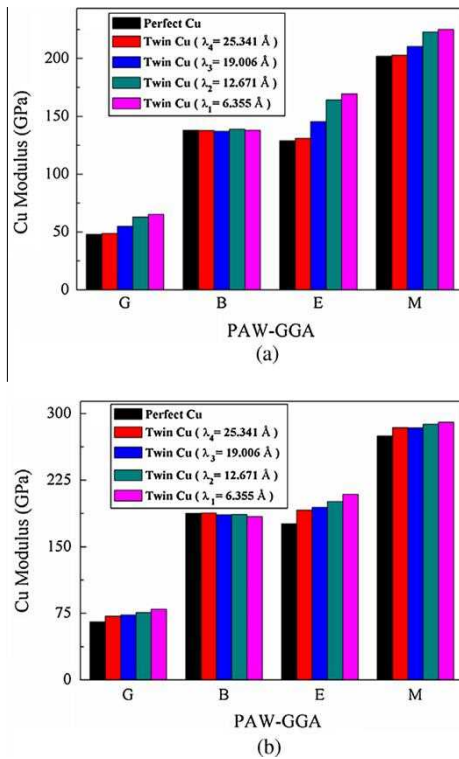 Perfect Cu
Twin Cu ( λ4= 25.341 Å )
Twin Cu ( λ3= 19.006 Å )
Twin Cu ( λ2= 12.671 Å )
Twin Cu ( λ1= 6.355 Å )
Cu Modulus (GPa)
200
150
100
50
0
G B E M
PAW-GGA
(a)
Perfect Cu
Twin Cu ( λ4= 25.341 Å )
Twin Cu ( λ3= 19.006 Å )
Twin Cu ( λ2= 12.671 Å )
Twin Cu ( λ1= 6.355 Å )
Cu Modulus (GPa)
300
225
150
75
0
G B E M
PAW-GGA
(b)